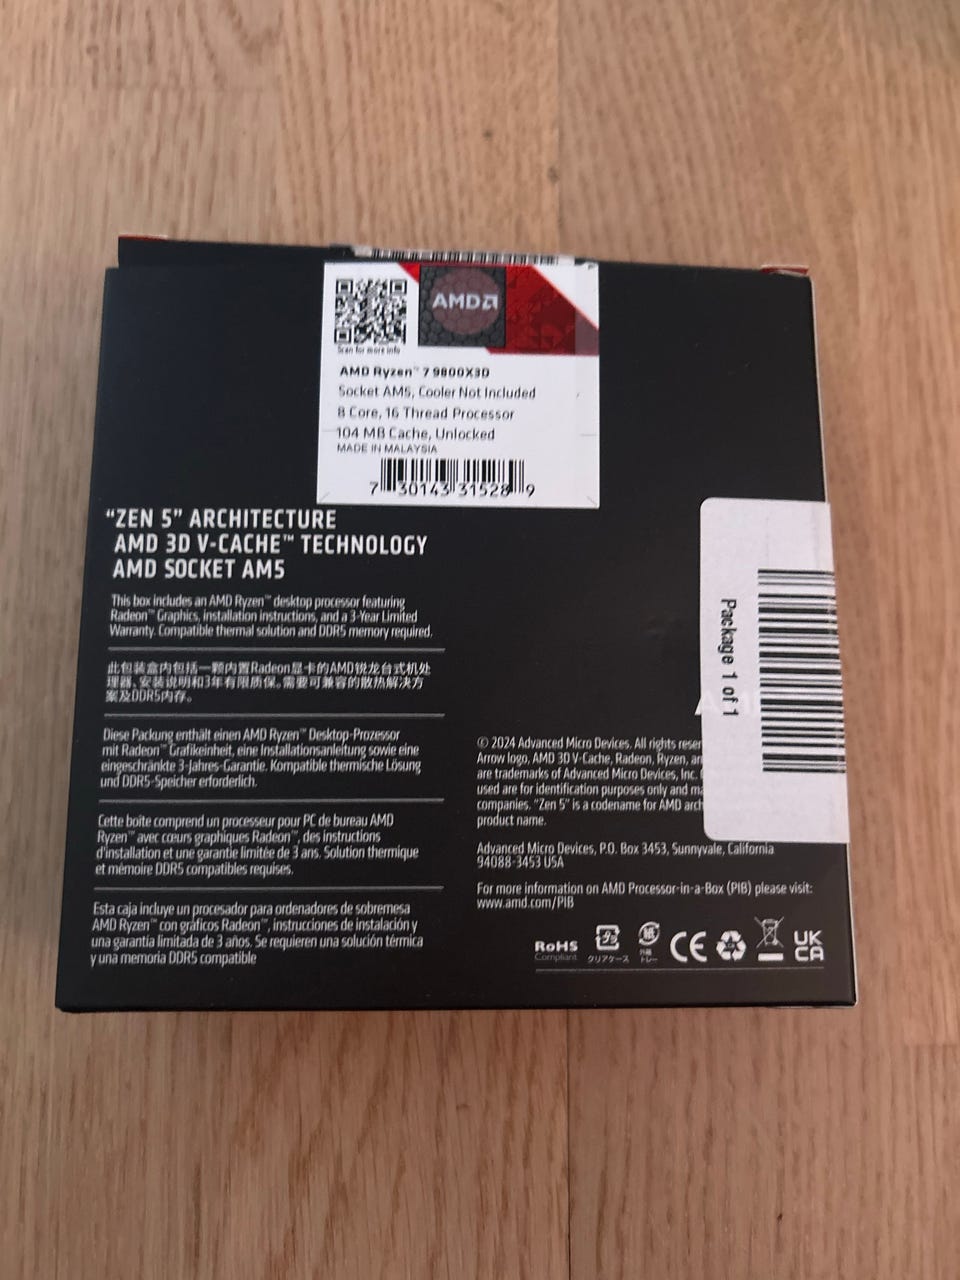 AMD
Scan for more info
AMD Ryzen™ 7 9800X3D
Socket AM5, Cooler Not Included
8 Core, 16 Thread Processor
104 MB Cache, Unlocked
MADE IN MALAYSIA
7 30143 31528 9
"ZEN 5" ARCHITECTURE
AMD 3D V-CACHE™ TECHNOLOGY
AMD SOCKET AM5
This box includes an AMD Ryzen™ desktop processor featuring
Radeon™ Graphics, installation instructions, and a 3-Year Limited
Warranty. Compatible thermal solution and DDR5 memory required.
此包装盒内包括一颗内置Radeon显卡的AMD锐龙台式机处
理器、安装说明和3年有限质保。需要可兼容的散热解决方
案及DDR5内存。
Diese Packung enthält einen AMD Ryzen™ Desktop-Prozessor
mit Radeon™ Grafikeinheit, eine Installationsanleitung sowie eine
eingeschränkte 3-Jahres-Garantie. Kompatible thermische Lösung
und DDR5-Speicher erforderlich.
Cette boîte comprend un processeur pour PC de bureau AMD
Ryzen™ avec cœurs graphiques Radeon™, des instructions
d'installation et une garantie limitée de 3 ans. Solution thermique
et mémoire DDR5 compatibles requises.
Esta caja incluye un procesador para ordenadores de sobremesa
AMD Ryzen™ con gráficos Radeon™, instrucciones de instalación y
una garantía limitada de 3 años. Se requieren una solución térmica
y una memoria DDR5 compatible
Package 1 of 1
© 2024 Advanced Micro Devices. All rights reser
Arrow logo, AMD 3D V-Cache, Radeon, Ryzen, an
are trademarks of Advanced Micro Devices, Inc.
used are for identification purposes only and ma
companies. "Zen 5" is a codename for AMD arch
product name.
Advanced Micro Devices, P.O. Box 3453, Sunnyvale, California
94088-3453 USA
For more information on AMD Processor-in-a-Box (PIB) please visit:
www.amd.com/PIB
RoHS
Compliant
プラ
クリアケース
紙
外箱
トレー
CE
UK
CA